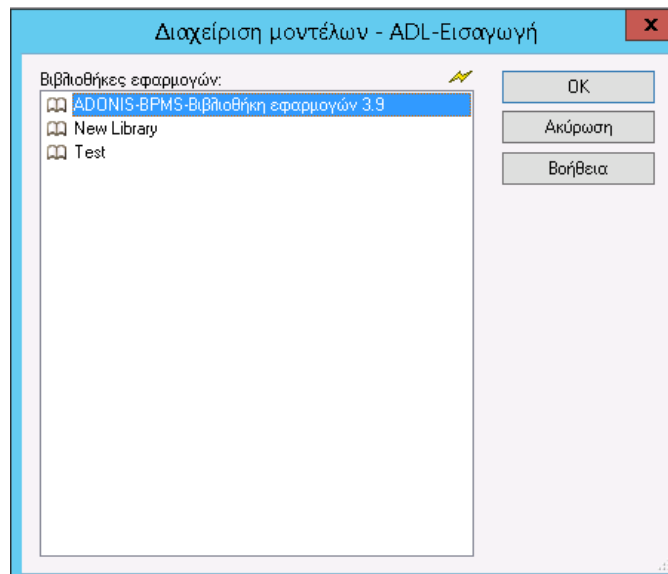 Διαχείριση μοντέλων - ADL-Εισαγωγή
x
Βιβλιοθήκες εφαρμογών:
ADONIS-BPMS-Βιβλιοθήκη εφαρμογών 3.9
New Library
Test
OK
Ακύρωση
Βοήθεια